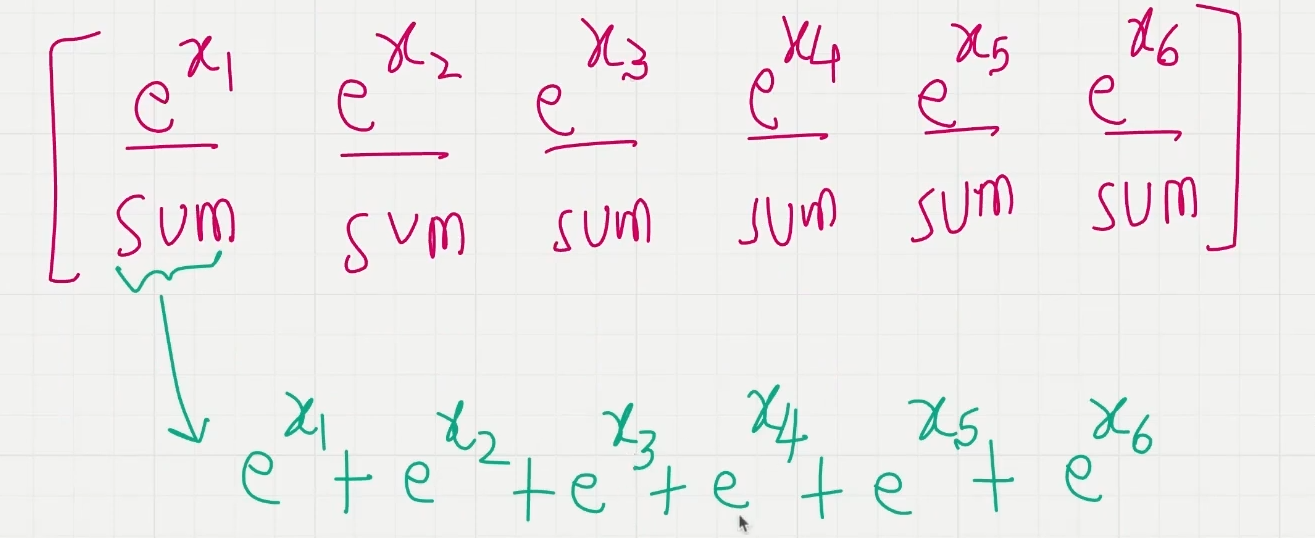 [ e^x₁ e^x₂ e^x₃ e^x₄ e^x₅ e^x₆ ]
sum sum sum sum sum sum
e^x₁ + e^x₂ + e^x₃ + e^x₄ + e^x₅ + e^x₆